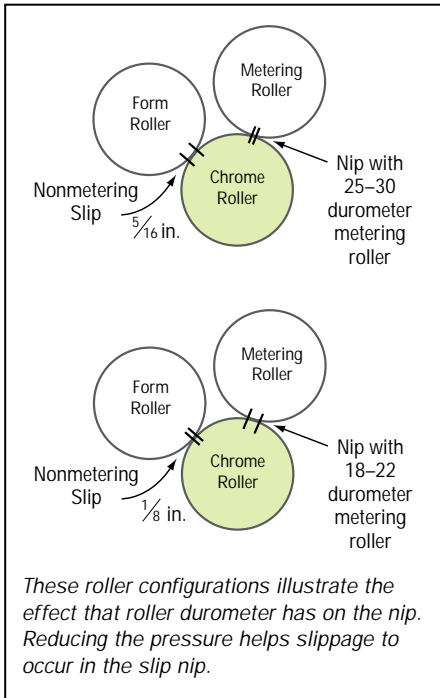 Metering
Roller
Form
Roller
Chrome
Roller
Nonmetering
Slip
5/16 in.
Nip with
25–30
durometer
metering
roller
Metering
Roller
Form
Roller
Chrome
Roller
Nonmetering
Slip
1/8 in.
Nip with
18–22
durometer
metering
roller
These roller configurations illustrate the
effect that roller durometer has on the nip.
Reducing the pressure helps slippage to
occur in the slip nip.